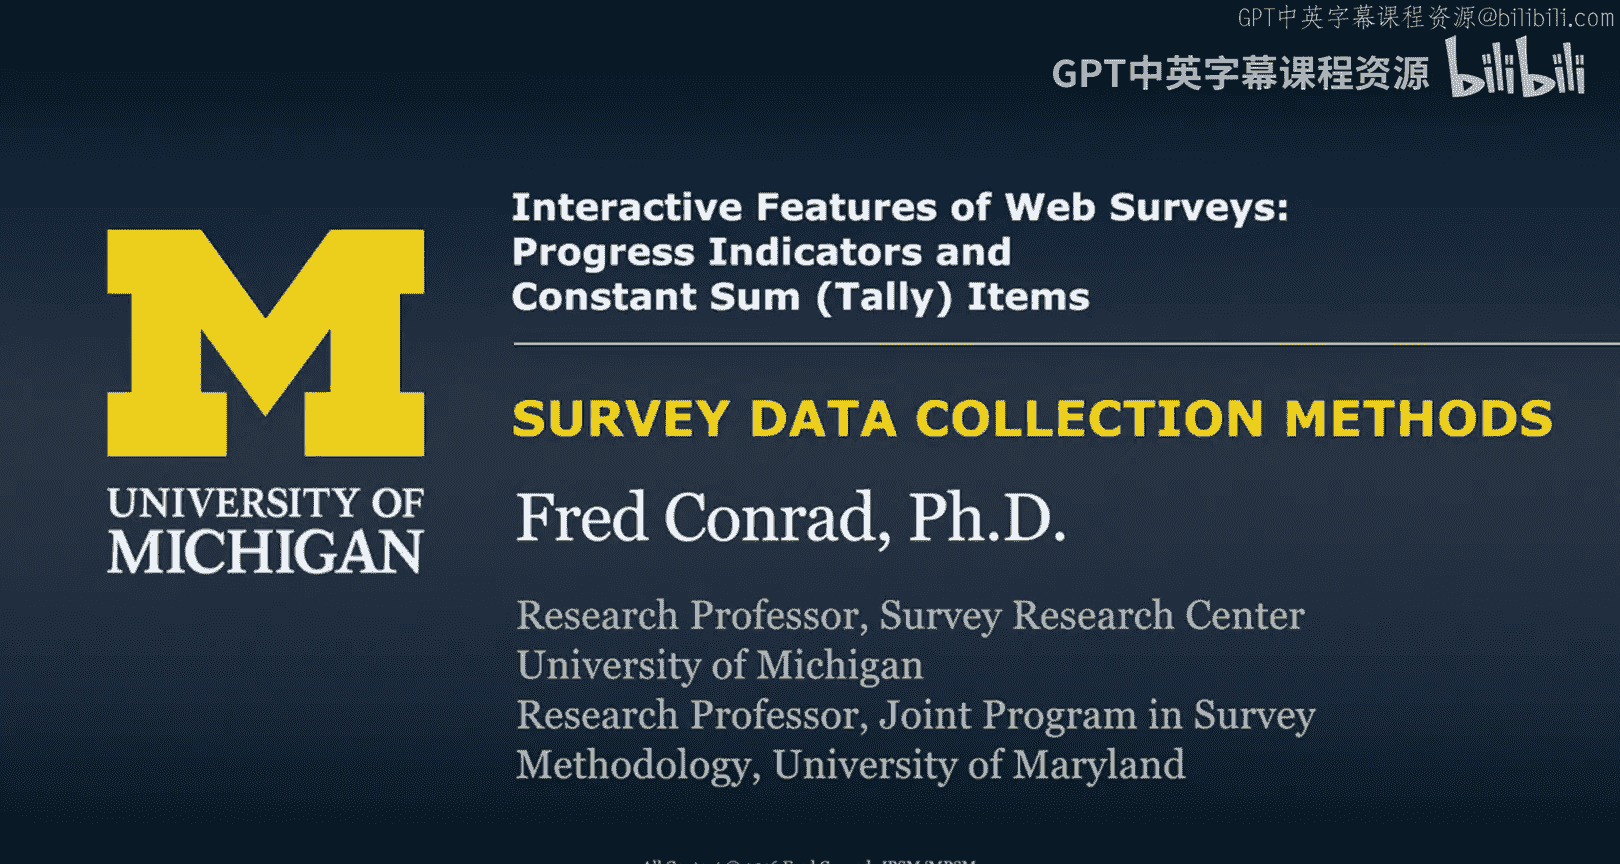 GPT中英字幕课程资源@bilibili.com
GPT中英字幕课程资源 bilibili
Interactive Features of Web Surveys:
Progress Indicators and
Constant Sum (Tally) Items
SURVEY DATA COLLECTION METHODS
UNIVERSITY OF
MICHIGAN
Fred Conrad, Ph.D.
Research Professor, Survey Research Center
University of Michigan
Research Professor, Joint Program in Survey
Methodology, University of Maryland